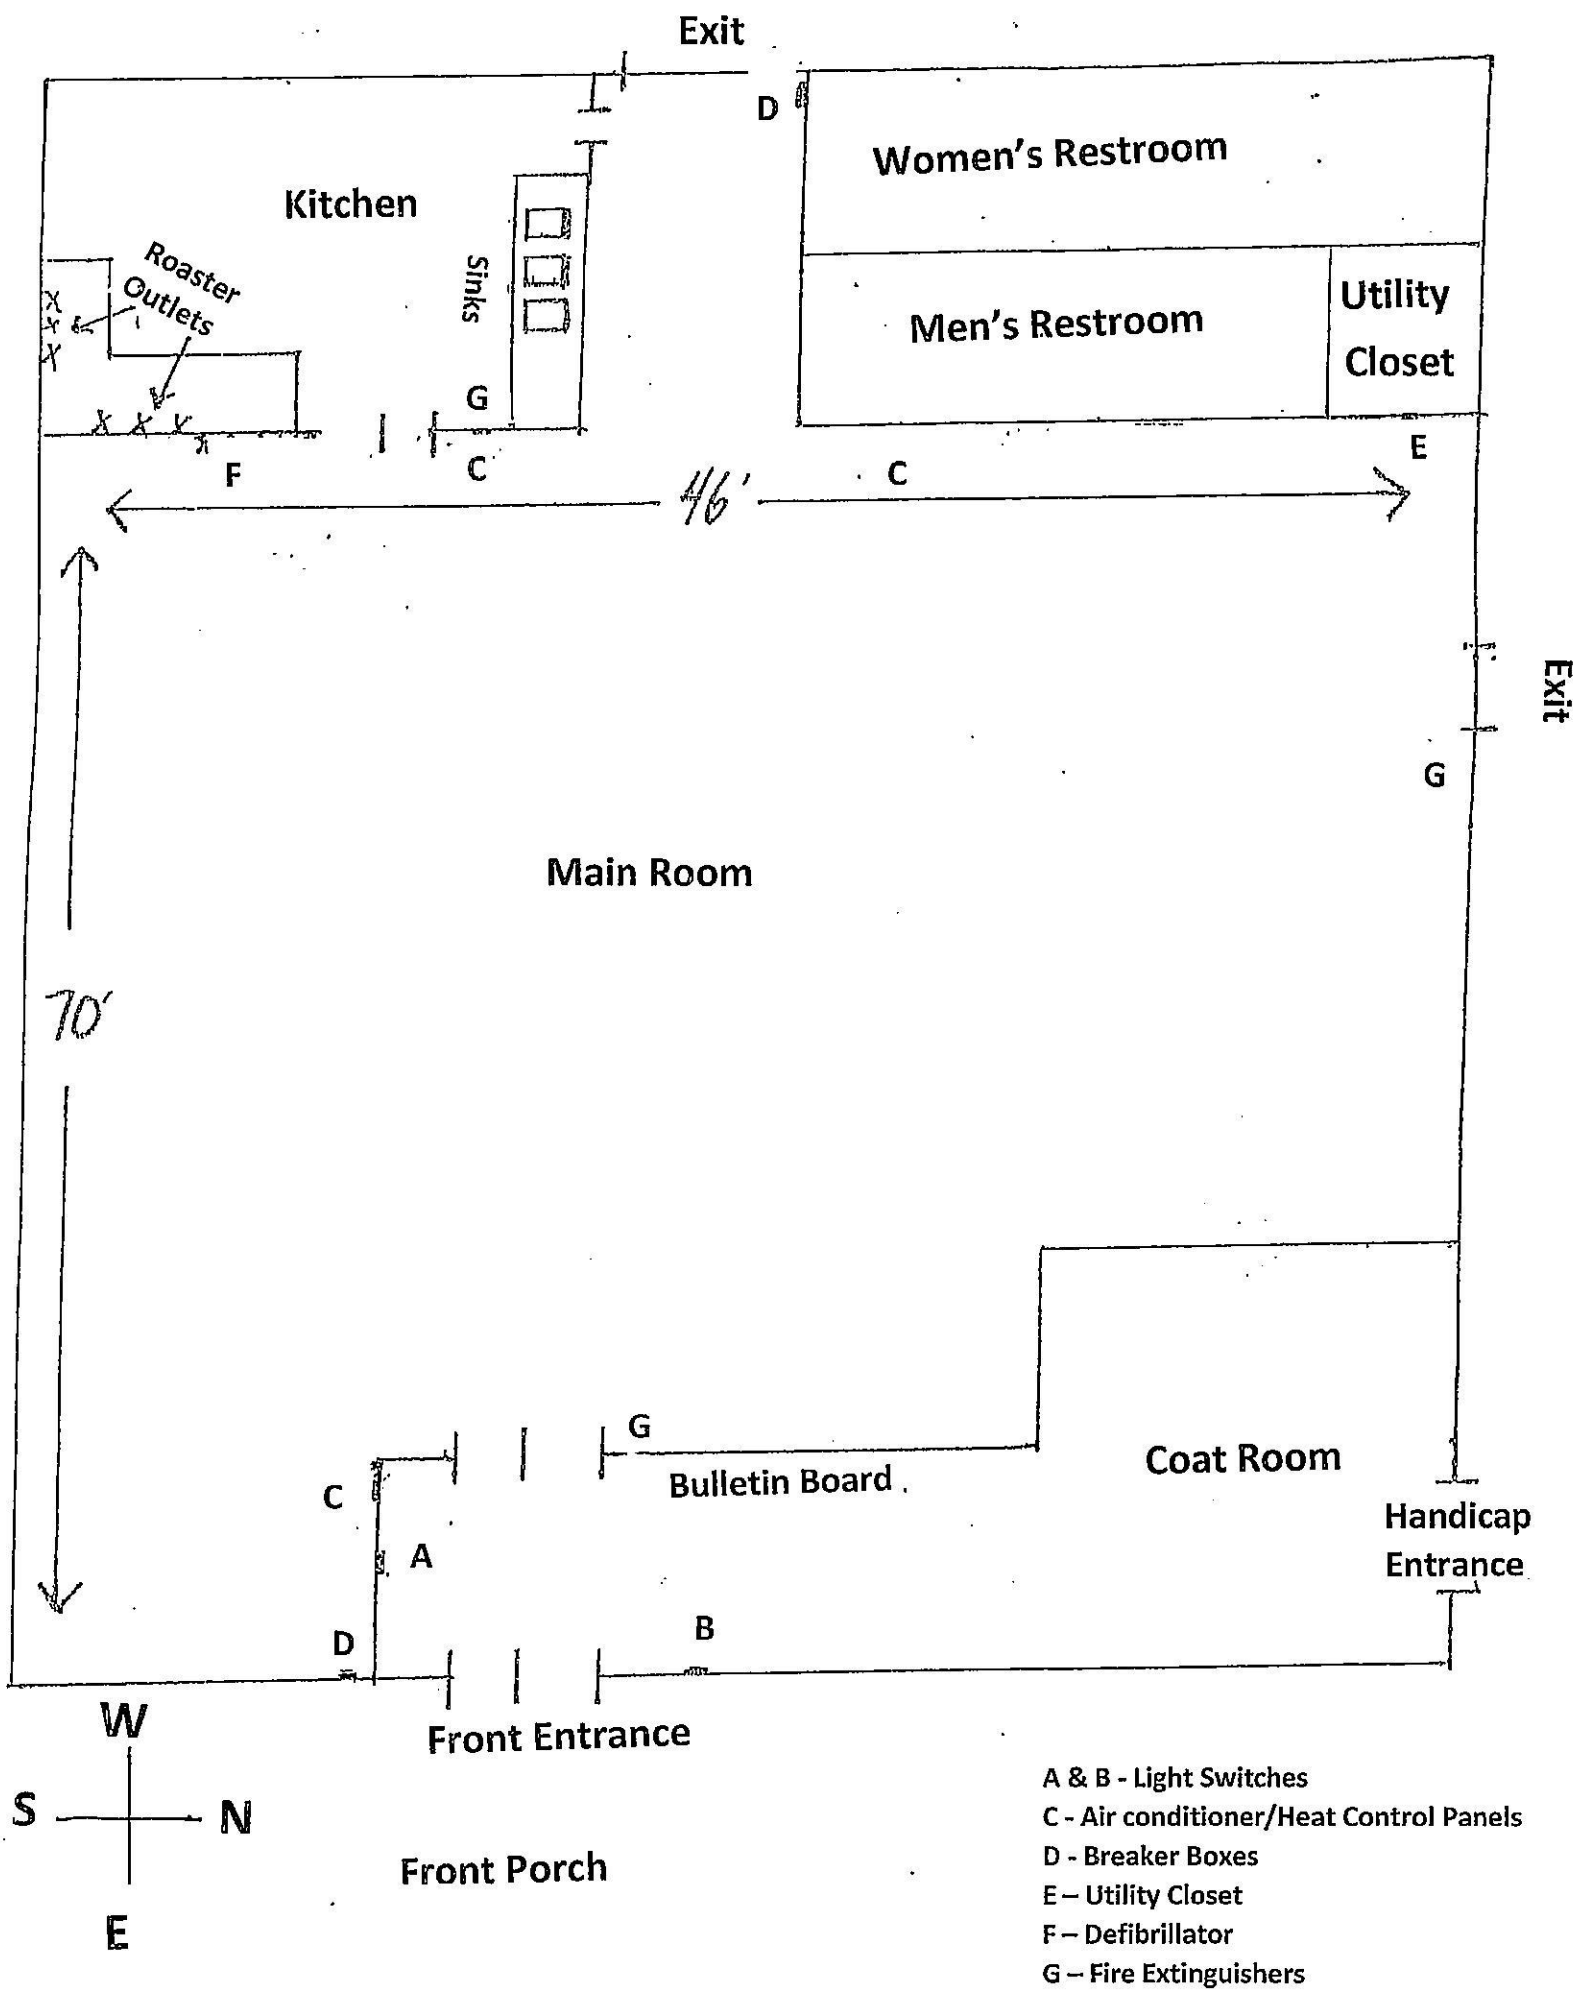 Exit
D
Women's Restroom
Kitchen
Roaster
Outlets
Sinks
Men's Restroom
Utility
Closet
X
X
X
X X X
G
F
C
C
E
46'
Exit
G
Main Room
70'
G
Bulletin Board
Coat Room
C
A
Handicap
Entrance
B
D
W
S N
E
Front Entrance
Front Porch
A & B - Light Switches
C - Air conditioner/Heat Control Panels
D - Breaker Boxes
E – Utility Closet
F – Defibrillator
G – Fire Extinguishers